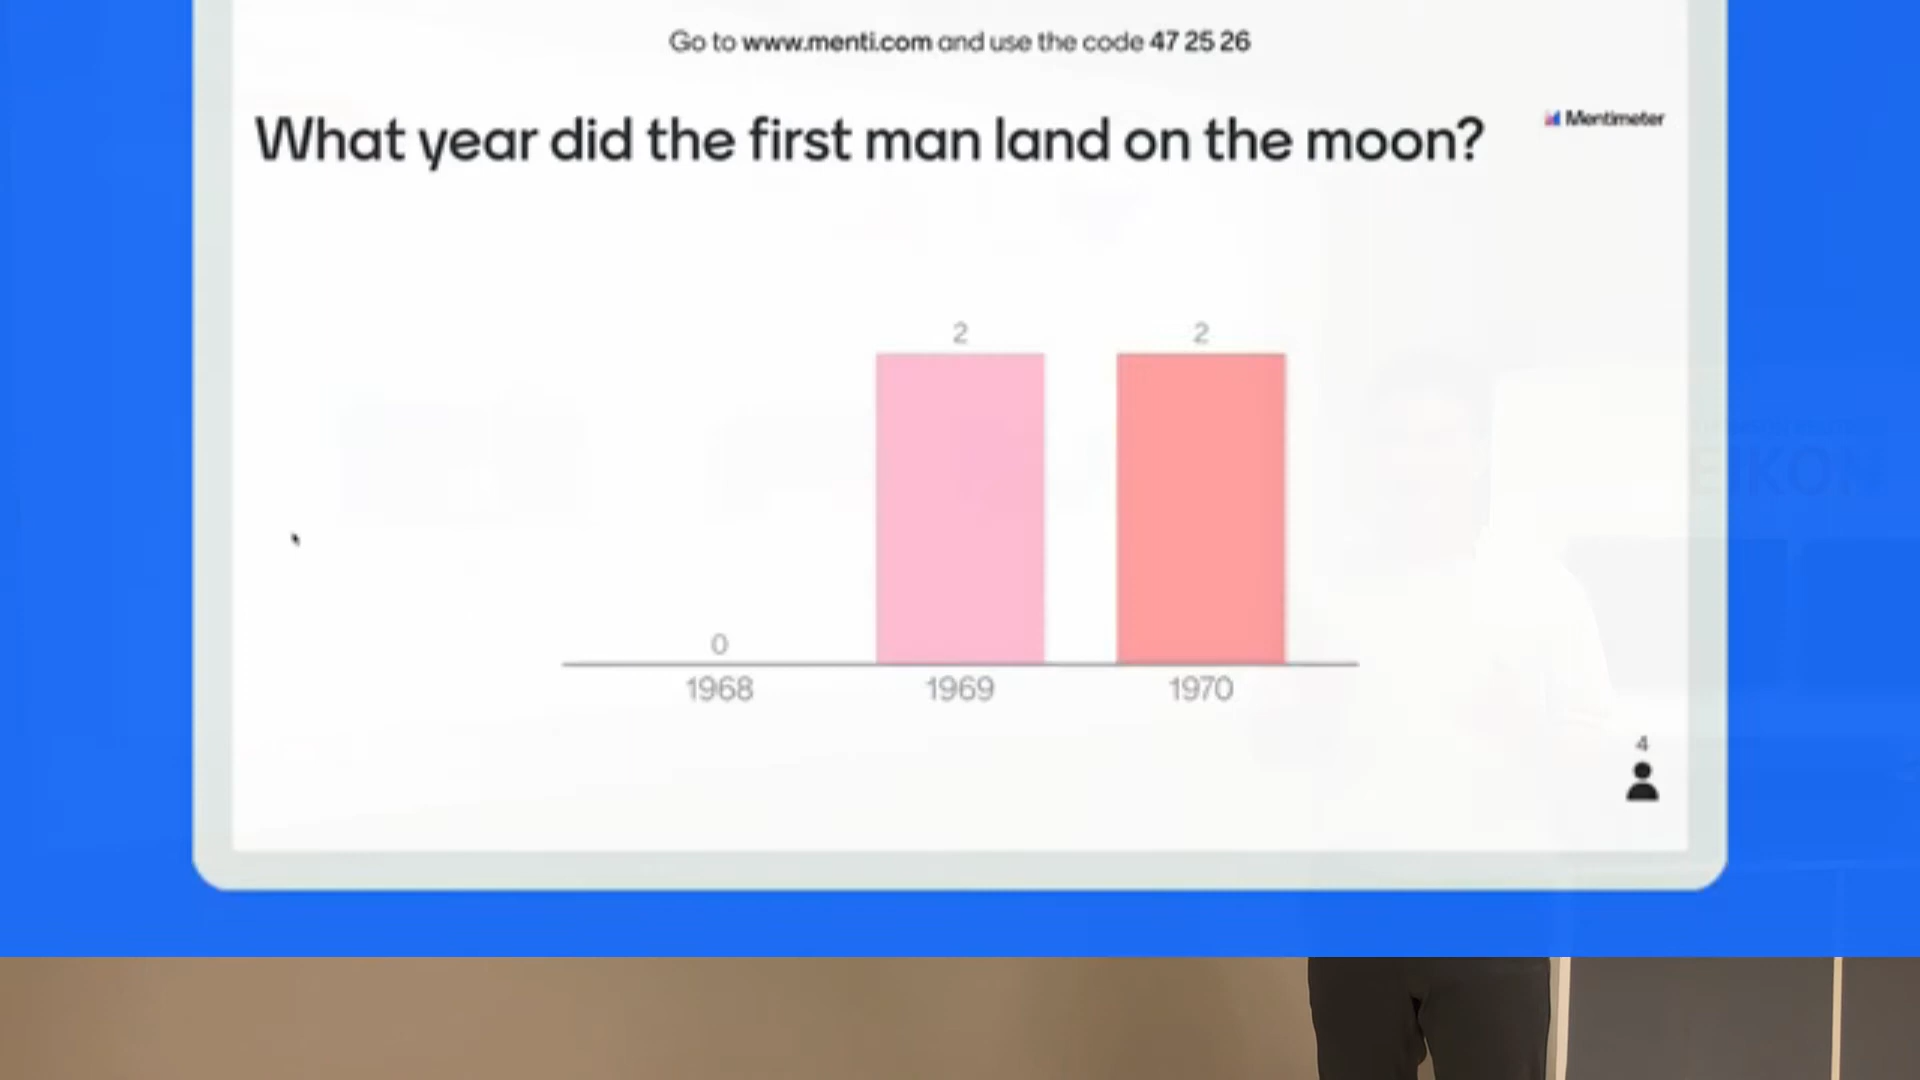 Go to www.menti.com and use the code 47 25 26
What year did the first man land on the moon?
Mentimeter
2
2
0
1968
1969
1970
4